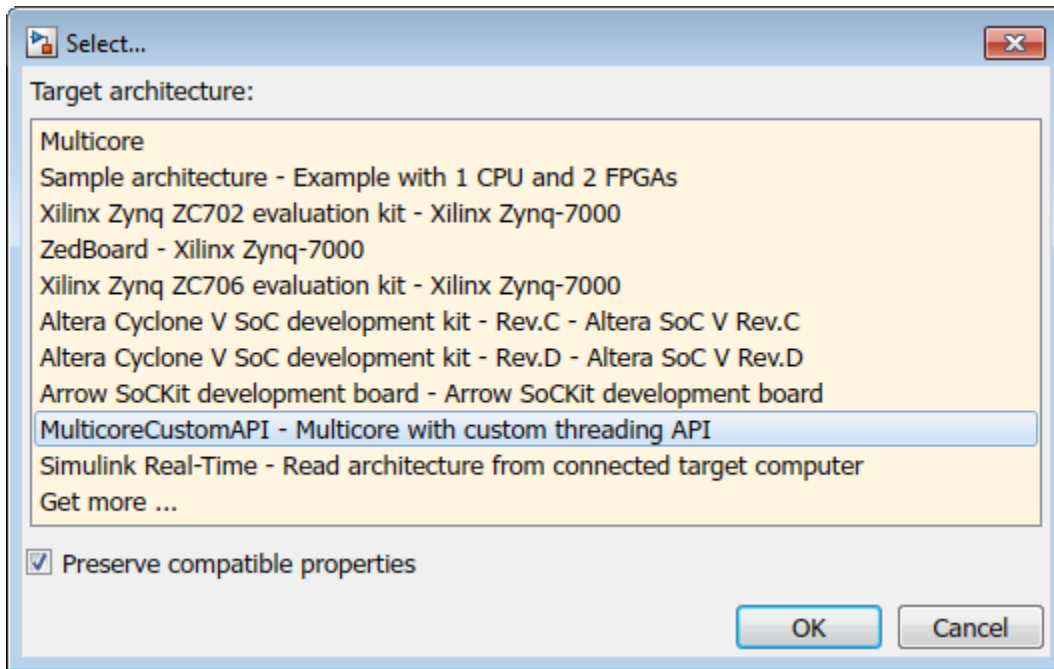 Select...
Target architecture:
Multicore
Sample architecture - Example with 1 CPU and 2 FPGAs
Xilinx Zynq ZC702 evaluation kit - Xilinx Zynq-7000
ZedBoard - Xilinx Zynq-7000
Xilinx Zynq ZC706 evaluation kit - Xilinx Zynq-7000
Altera Cyclone V SoC development kit - Rev.C - Altera SoC V Rev.C
Altera Cyclone V SoC development kit - Rev.D - Altera SoC V Rev.D
Arrow SoCKit development board - Arrow SoCKit development board
MulticoreCustomAPI - Multicore with custom threading API
Simulink Real-Time - Read architecture from connected target computer
Get more ...
Preserve compatible properties
OK Cancel